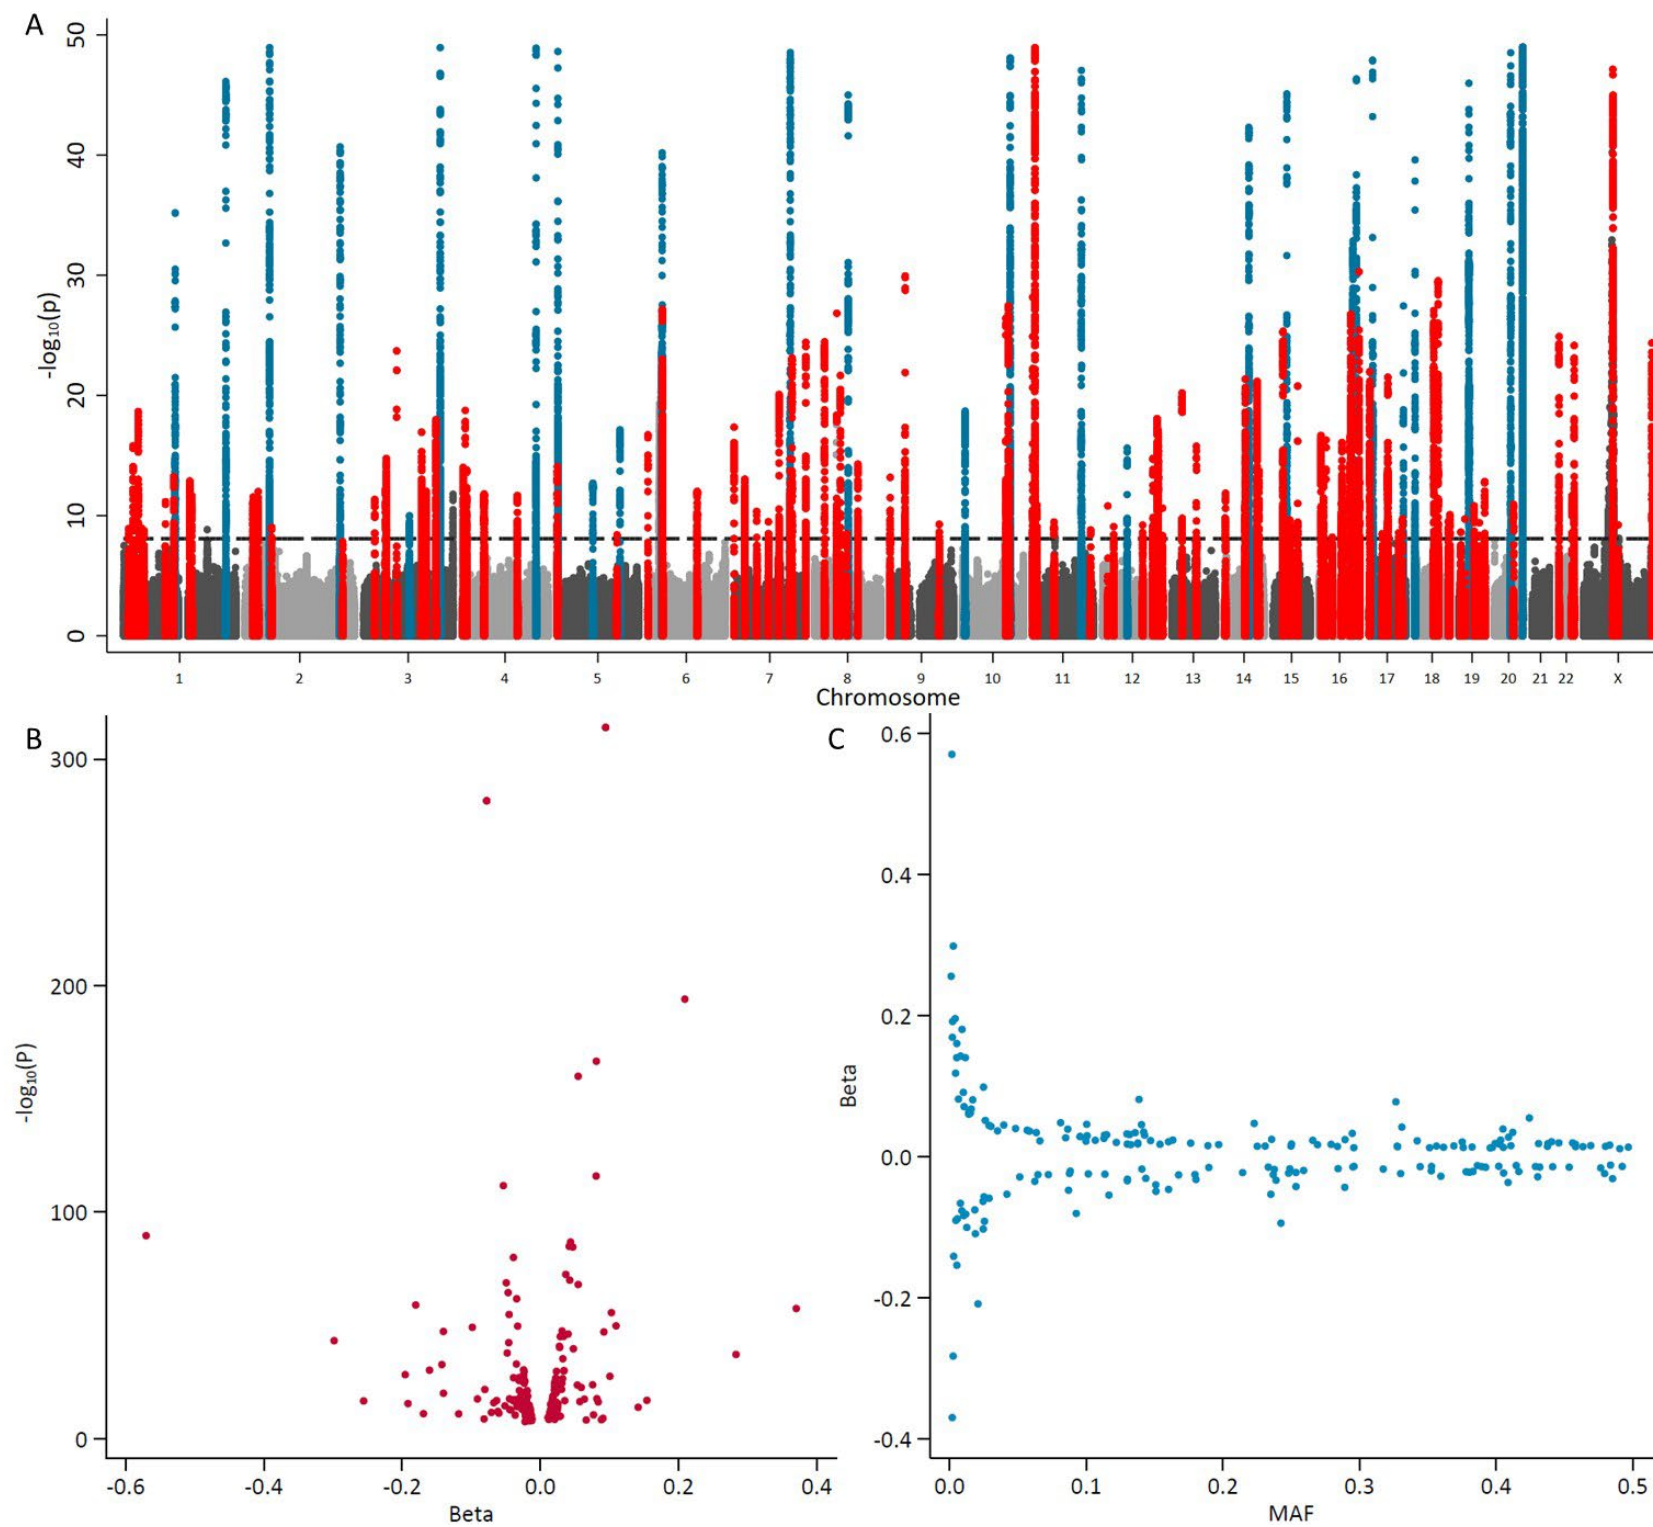 A
-log₁₀(p)
50
40
30
20
10
0
1 2 3 4 5 6 7 8 9 10 11 12 13 14 15 16 17 18 19 20 21 22 X
Chromosome
B
-log₁₀(P)
300
200
100
0
-0.6 -0.4 -0.2 0.0 0.2 0.4
Beta
C
Beta
0.6
0.4
0.2
0.0
-0.2
-0.4
0.0 0.1 0.2 0.3 0.4 0.5
MAF